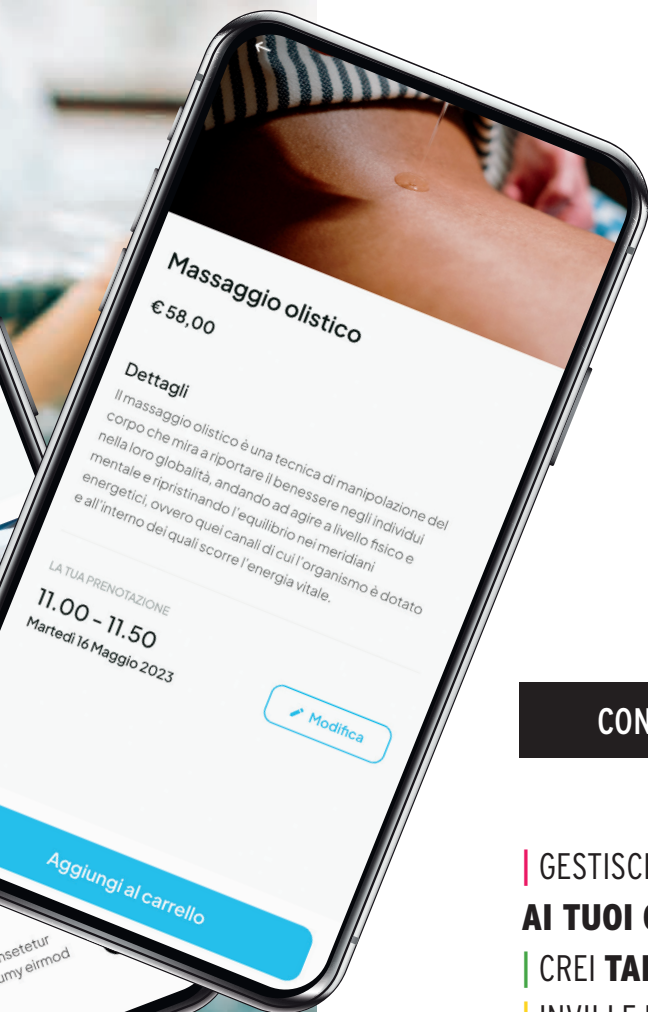 Massaggio olistico
€ 58,00
Dettagli
Il massaggio olistico è una tecnica di manipolazione del
corpo che mira a riportare il benessere negli individui
nella loro globalità, andando ad agire a livello fisico e
mentale e ripristinando l'equilibrio nei meridiani
energetici, ovvero quei canali di cui l'organismo è dotato
e all'interno dei quali scorre l'energia vitale.
LA TUA PRENOTAZIONE
11.00 - 11.50
Martedì 16 Maggio 2023
Modifica
Aggiungi al carrello
nsetetur
umy eirmod
CON
| GESTISCI
AI TUOI
| CREI